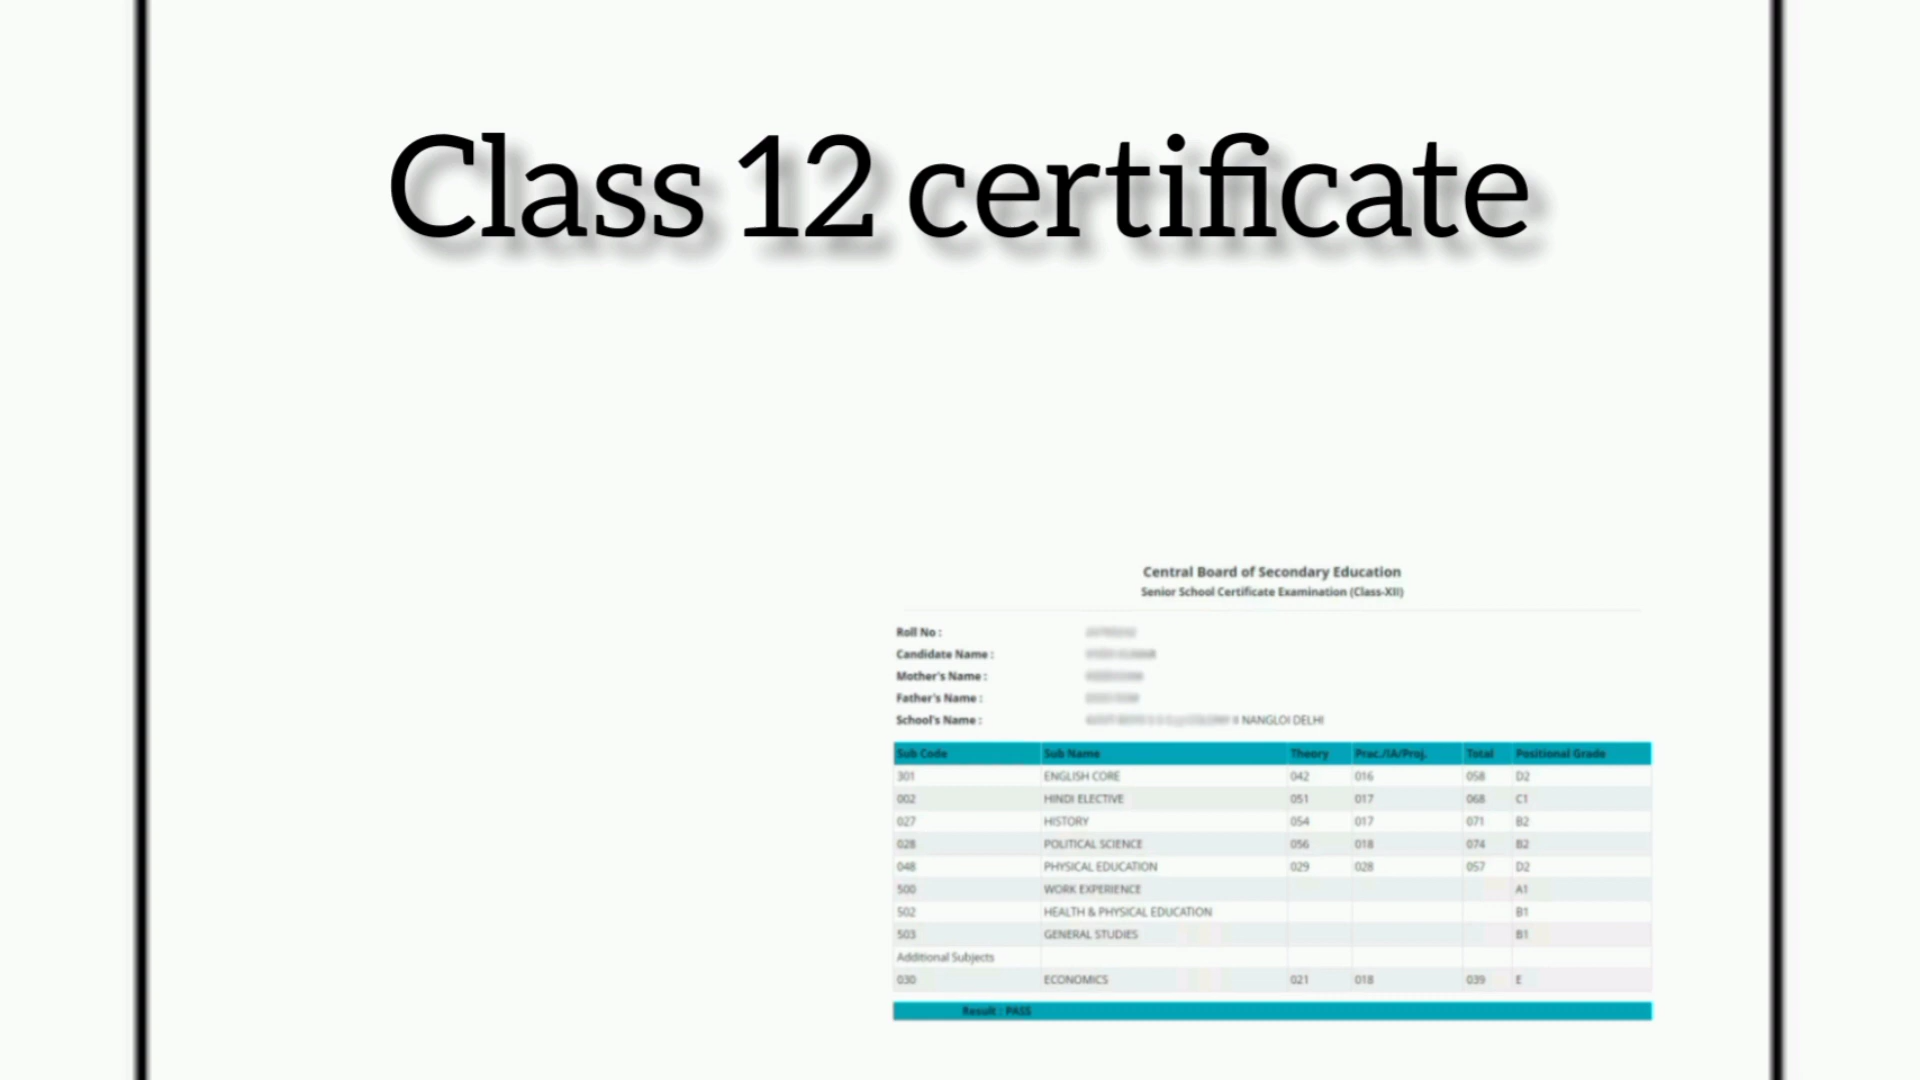 Class 12 certificate
Central Board of Secondary Education
Senior School Certificate Examination (Class-XII)
Roll No :
Candidate Name :
Mother's Name :
Father's Name :
School's Name : II NANGLOI DELHI
Sub Code Sub Name Theory Prac./IA/Proj. Total Positional Grade
301 ENGLISH CORE 042 016 058 D2
002 HINDI ELECTIVE 051 017 068 C1
027 HISTORY 054 017 071 B2
028 POLITICAL SCIENCE 056 018 074 B2
048 PHYSICAL EDUCATION 029 028 057 D2
500 WORK EXPERIENCE A1
502 HEALTH & PHYSICAL EDUCATION B1
503 GENERAL STUDIES B1
Additional Subjects
030 ECONOMICS 021 018 039 E
Result : PASS